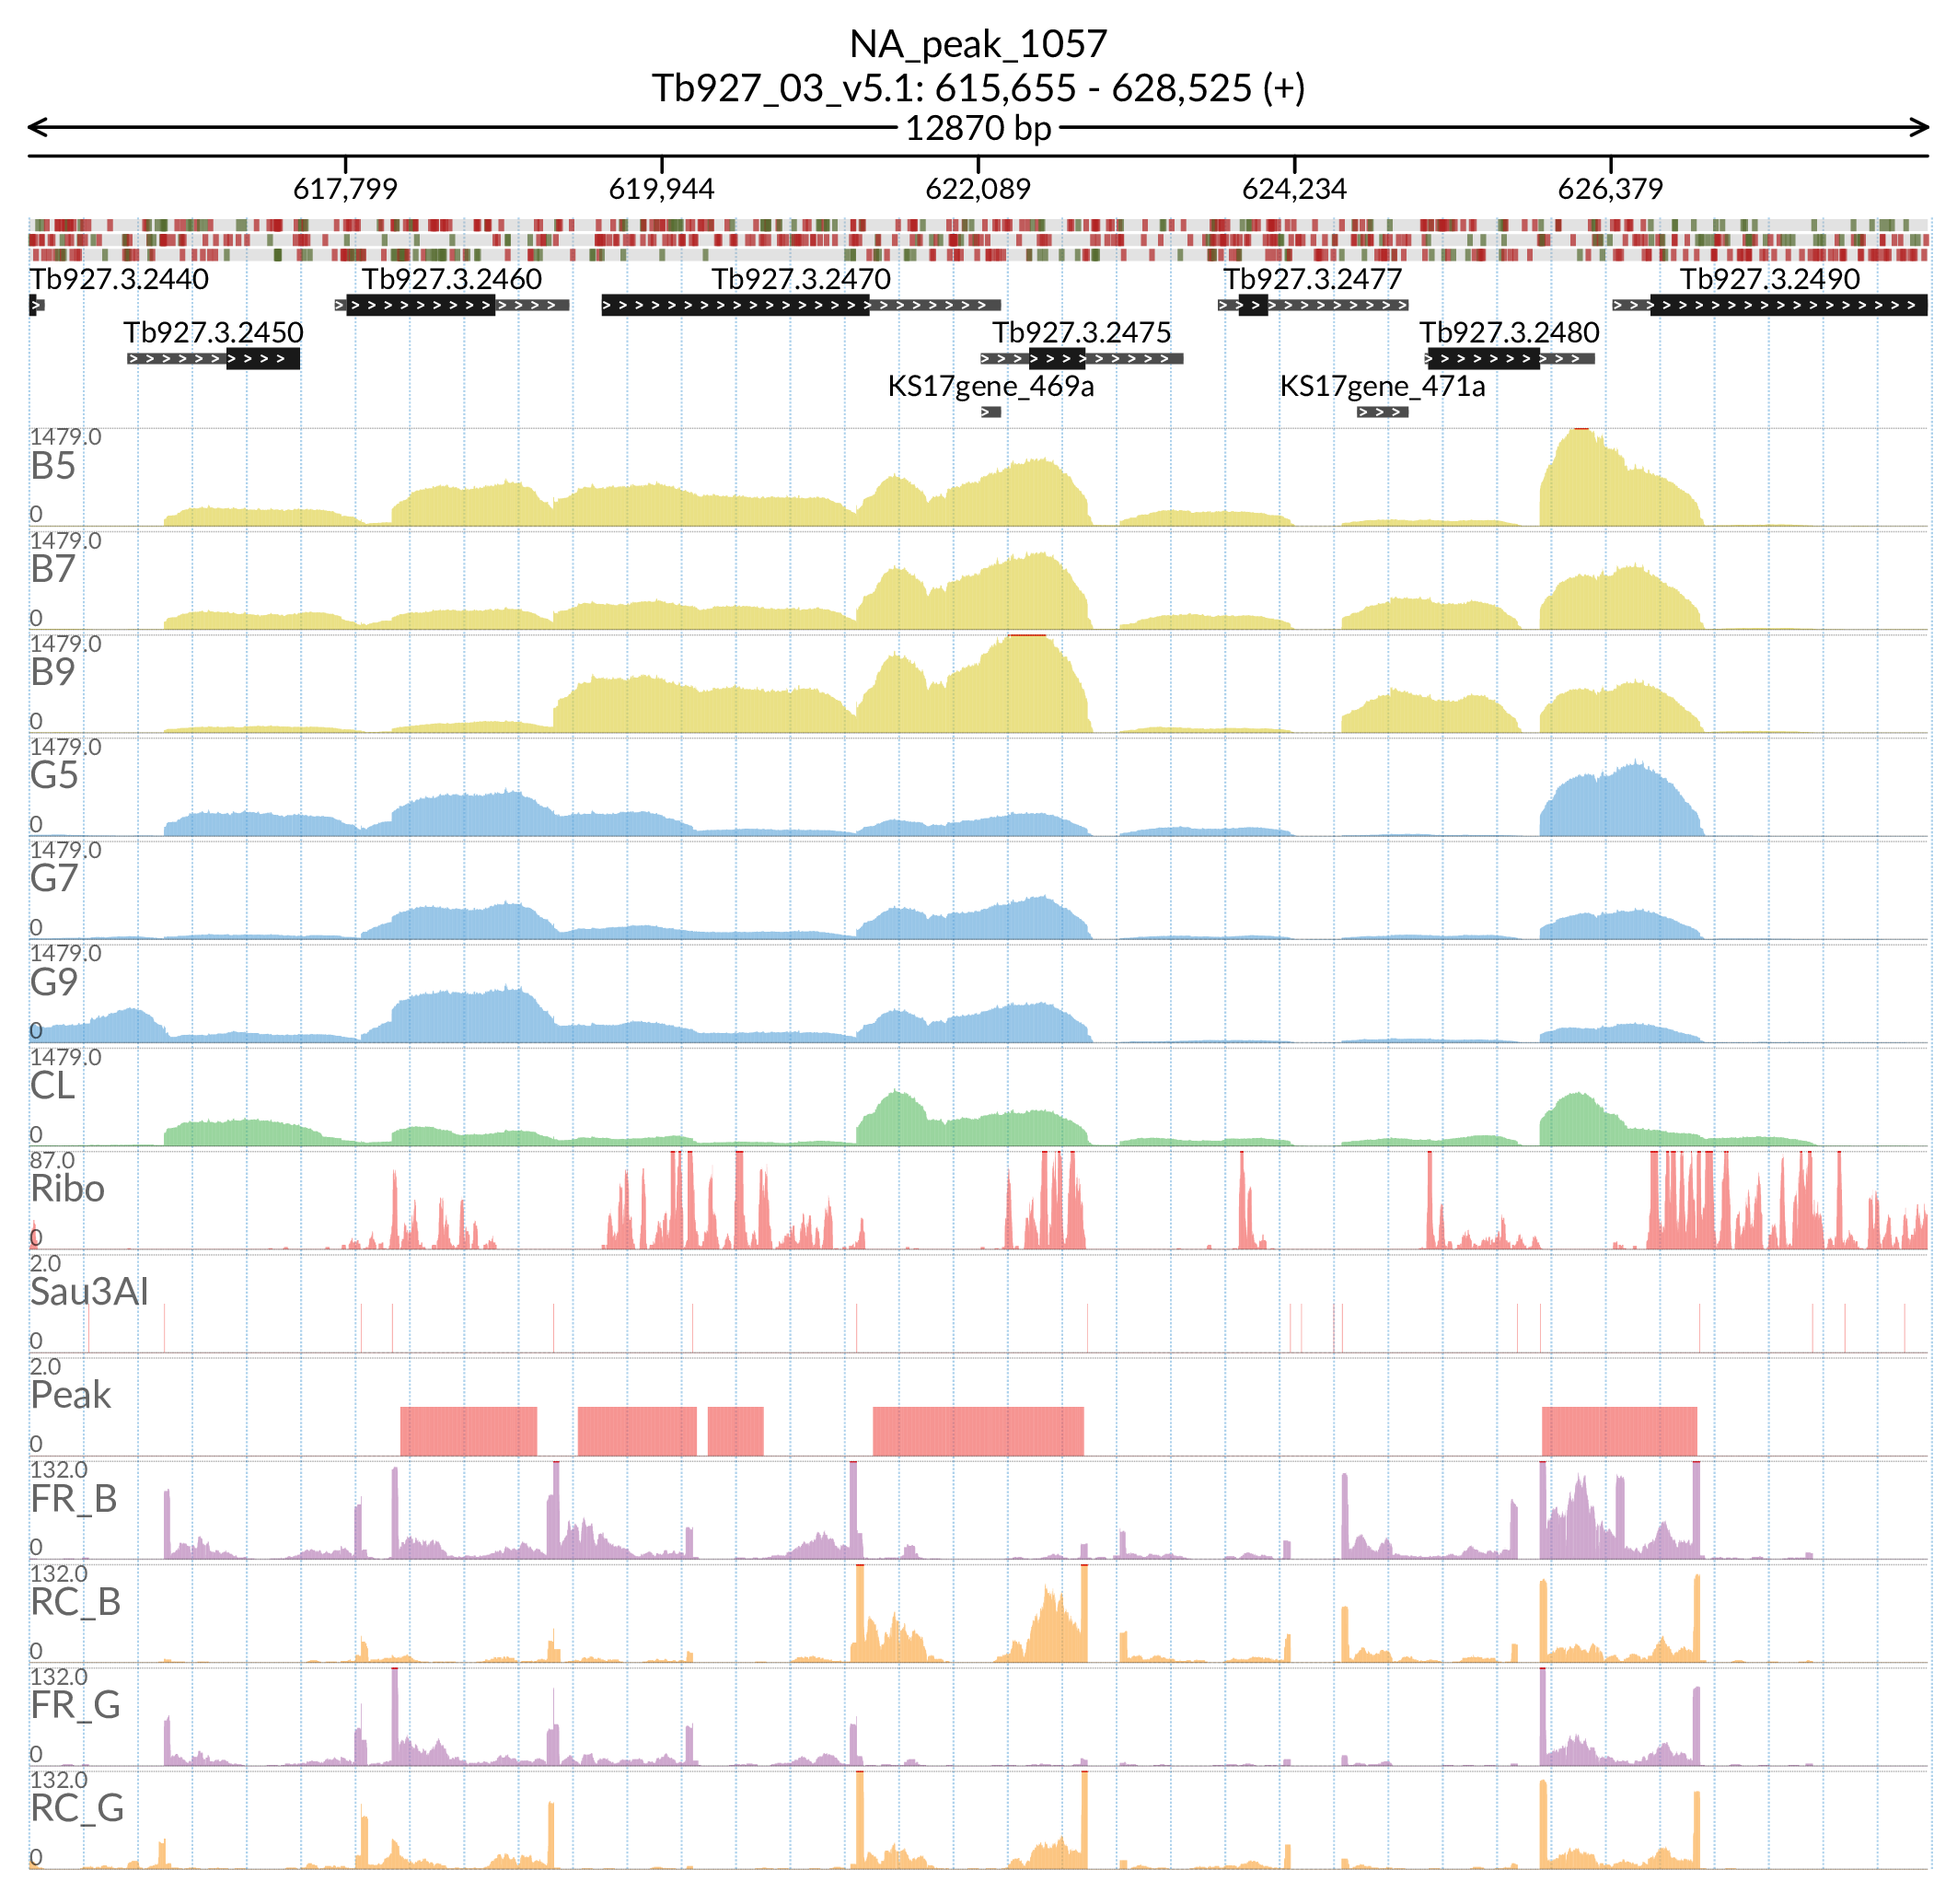 NA_peak_1057
Tb927_03_v5.1: 615,655 - 628,525 (+)
12870 bp
617,799 619,944 622,089 624,234 626,379
Tb927.3.2440 Tb927.3.2460 Tb927.3.2470 Tb927.3.2477 Tb927.3.2490
Tb927.3.2450 Tb927.3.2475 Tb927.3.2480
KS17gene_469a KS17gene_471a
1479.0
B5
0
1479.0
B7
0
1479.0
B9
0
1479.0
G5
0
1479.0
G7
0
1479.0
G9
0
1479.0
CL
0
87.0
Ribo
0
2.0
Sau3AI
0
2.0
Peak
0
132.0
FR_B
0
132.0
RC_B
0
132.0
FR_G
0
132.0
RC_G
0